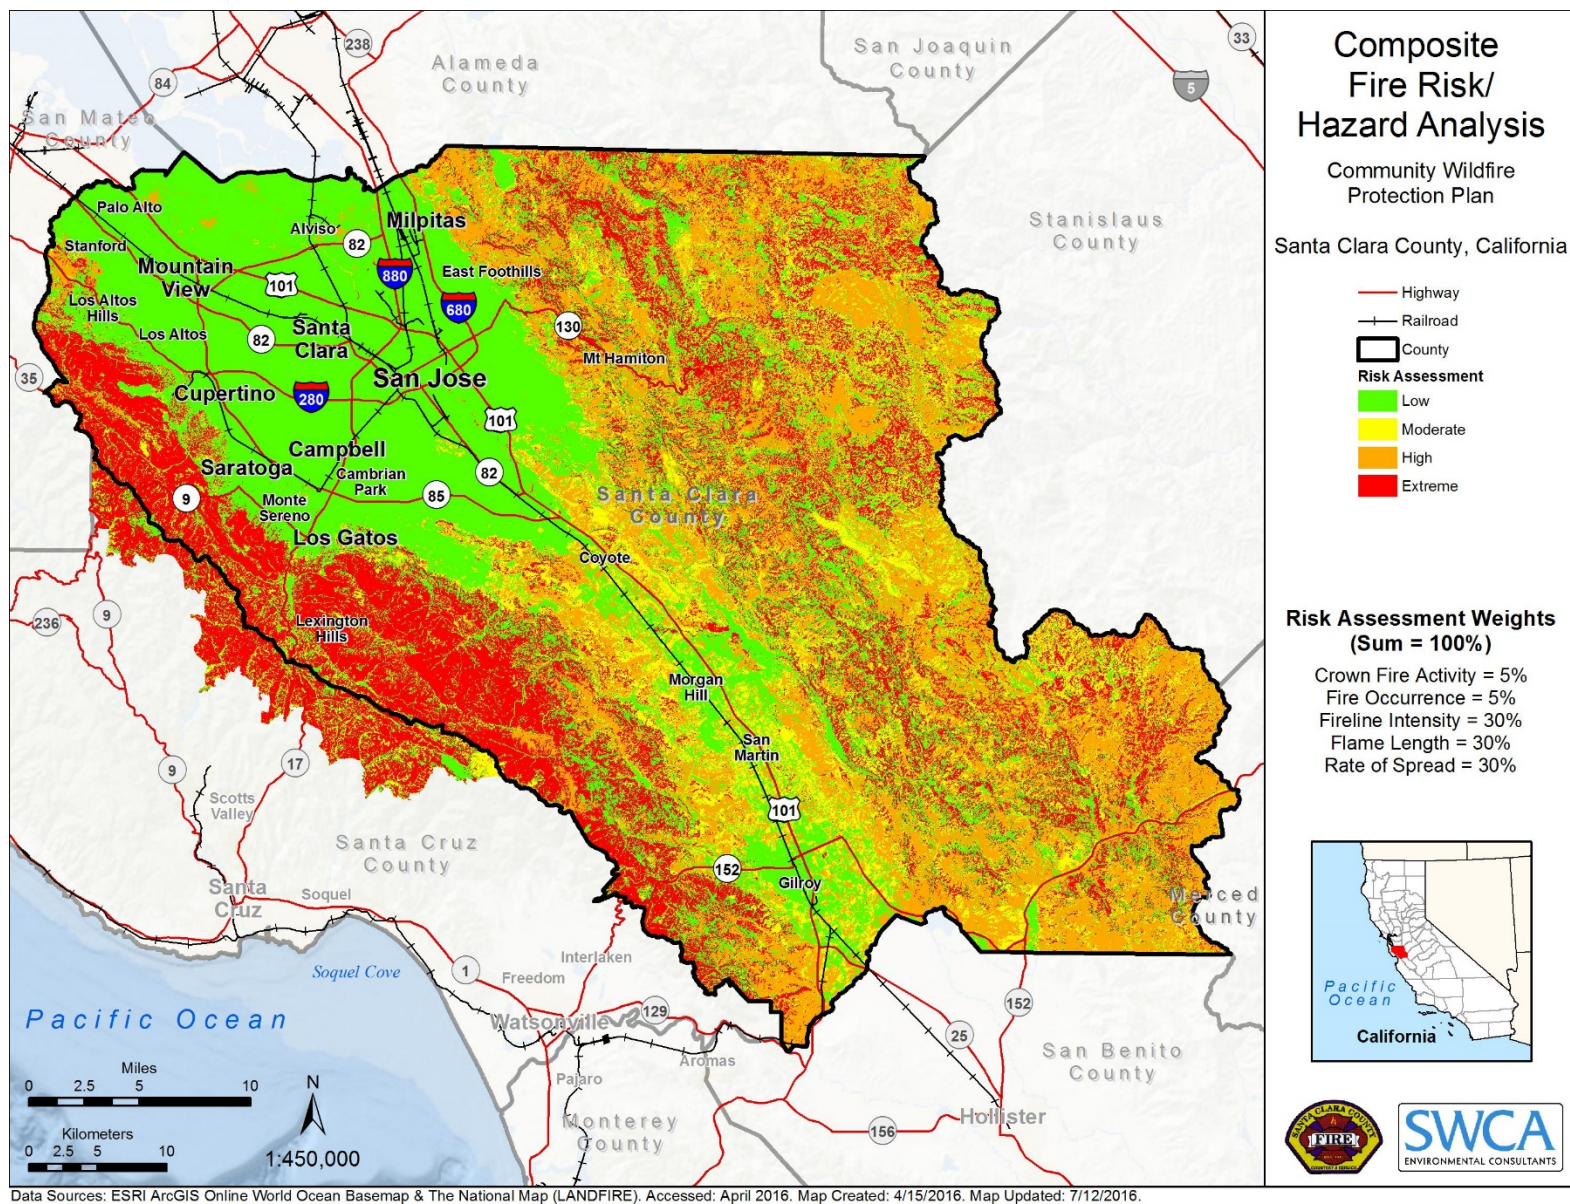 Composite
Fire Risk/
Hazard Analysis
Community Wildfire
Protection Plan
Santa Clara County, California
Highway
Railroad
County
Risk Assessment
Low
Moderate
High
Extreme
Risk Assessment Weights
(Sum = 100%)
Crown Fire Activity = 5%
Fire Occurrence = 5%
Fireline Intensity = 30%
Flame Length = 30%
Rate of Spread = 30%
Pacific
Ocean
California
SANTA CLARA COUNTY
FIRE
SWCA
ENVIRONMENTAL CONSULTANTS
238
84
San Mateo
County
Alameda
County
San Joaquin
County
33
5
Stanislaus
County
Palo Alto
Stanford
Alviso
Milpitas
82
Mountain
View
101
880
East Foothills
680
Los Altos
Hills
Los Altos
82
Santa
Clara
130
Mt Hamiton
35
San Jose
Cupertino
280
101
Campbell
Saratoga
Cambrian
Park
82
85
9
Monte
Sereno
Los Gatos
Santa Clara
County
Coyote
236
9
Lexington
Hills
Morgan
Hill
San
Martin
9
17
Scotts
Valley
101
Santa Cruz
County
152
Gilroy
Merced
County
Santa
Cruz
Soquel
Soquel Cove
1
Freedom
Interlaken
Pacific Ocean
Watsonville
129
152
25
Aromas
Pajaro
San Benito
County
Monterey
County
156
Hollister
Miles
0 2.5 5 10
Kilometers
0 2.5 5 10
N
1:450,000
Data Sources: ESRI ArcGIS Online World Ocean Basemap & The National Map (LANDFIRE). Accessed: April 2016. Map Created: 4/15/2016. Map Updated: 7/12/2016.